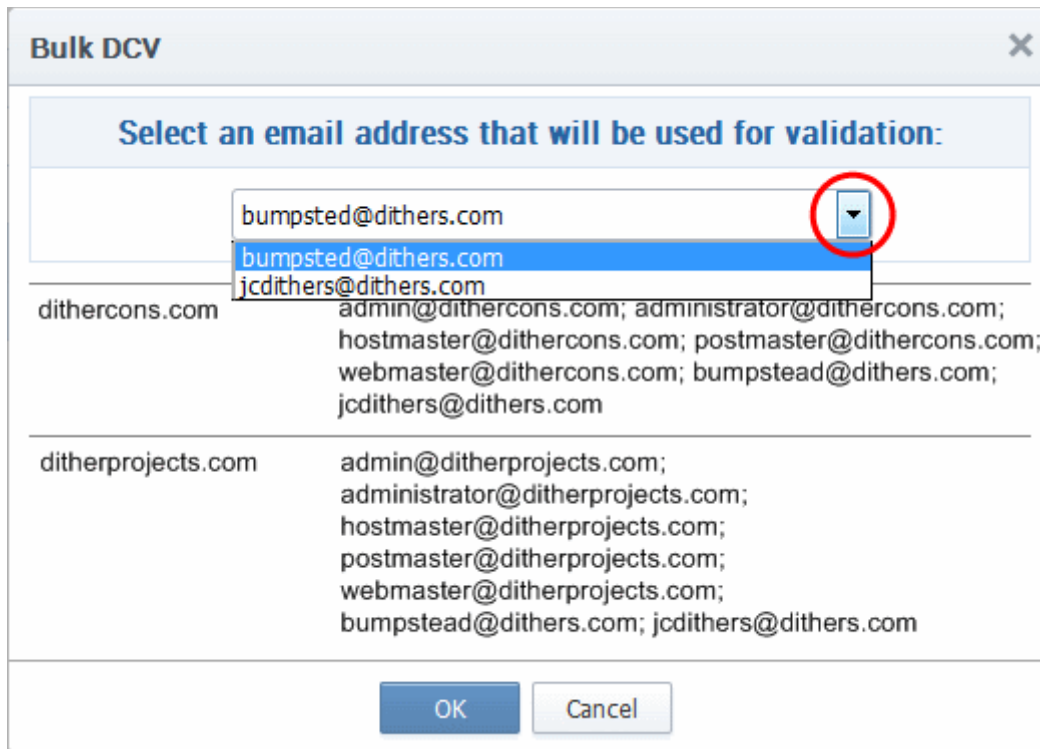 Bulk DCV
Select an email address that will be used for validation:
bumpsted@dithers.com
bumpsted@dithers.com
jcdithers@dithers.com
dithercons.com admin@dithercons.com; administrator@dithercons.com;
hostmaster@dithercons.com; postmaster@dithercons.com;
webmaster@dithercons.com; bumpstead@dithers.com;
jcdithers@dithers.com
ditherprojects.com admin@ditherprojects.com;
administrator@ditherprojects.com;
hostmaster@ditherprojects.com;
postmaster@ditherprojects.com;
webmaster@ditherprojects.com;
bumpstead@dithers.com; jcdithers@dithers.com
OK Cancel